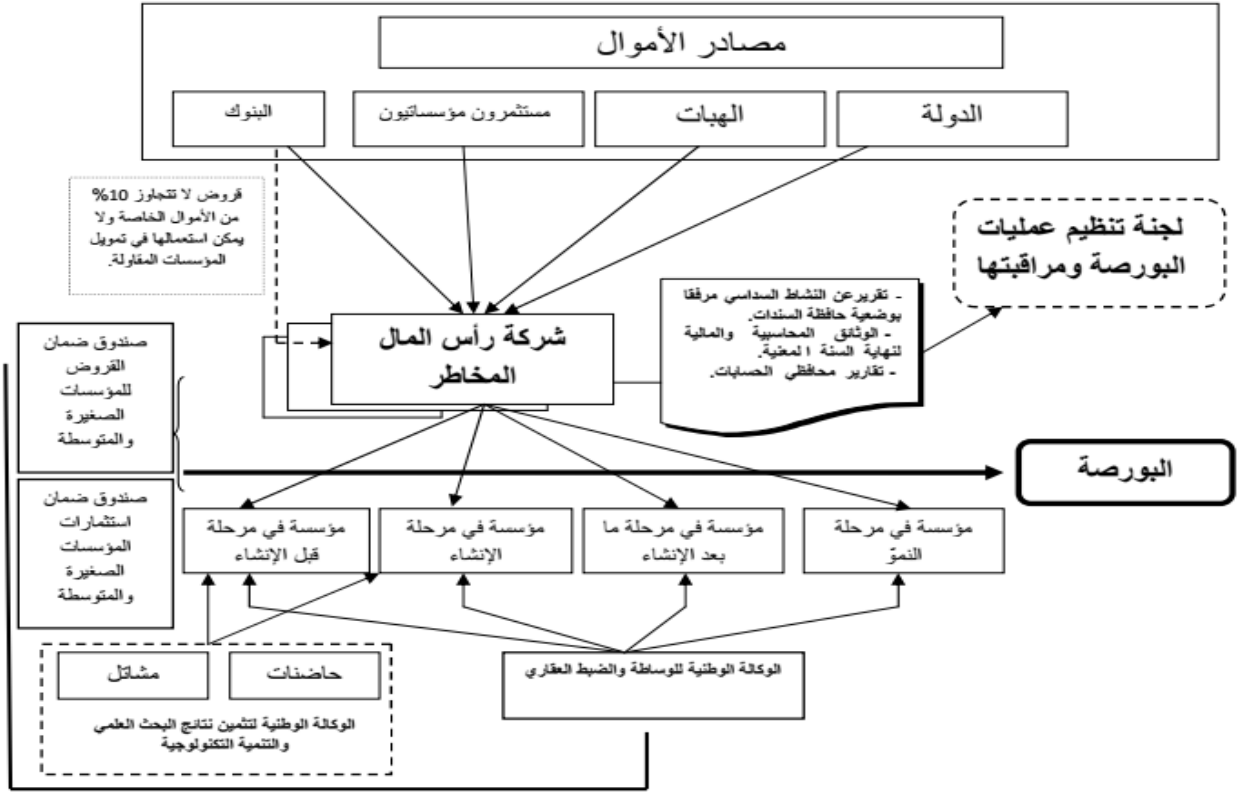 مصادر الأموال
الدولة
الهبات
مستثمرون مؤسساتيون
البنوك
قروض لا تتجاوز 10%
من الأموال الخاصة ولا
يمكن استعمالها في تمويل
المؤسسات المقاولة.
لجنة تنظيم عمليات
البورصة ومراقبتها
- تقريرعن النشاط السداسي مرفقا
بوضعية حافظة السندات.
- الوثائق المحاسبية والمالية
لنهاية السنة المعنية.
- تقارير محافظي الحسابات.
شركة رأس المال
المخاطر
صندوق ضمان
القروض
للمؤسسات
الصغيرة
والمتوسطة
البورصة
صندوق ضمان
استثمارات
المؤسسات
الصغيرة
والمتوسطة
مؤسسة في مرحلة
النموّ
مؤسسة في مرحلة ما
بعد الإنشاء
مؤسسة في مرحلة
الإنشاء
مؤسسة في مرحلة
قبل الإنشاء
الوكالة الوطنية للوساطة والضبط العقاري
حاضنات
مشاتل
الوكالة الوطنية لتثمين نتائج البحث العلمي
والتنمية التكنولوجية